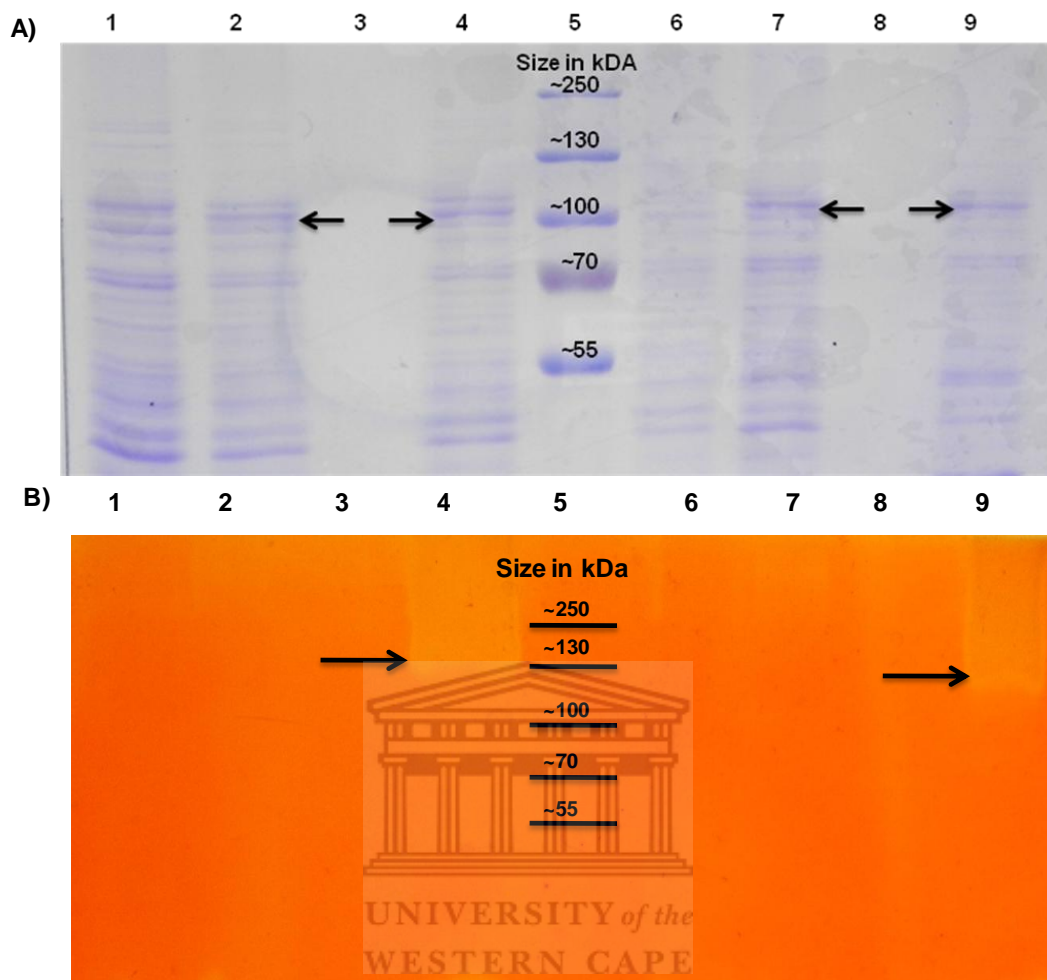 A) 1 2 3 4 5 6 7 8 9
Size in kDA
~250
~130
~100
~70
~55
B) 1 2 3 4 5 6 7 8 9
Size in kDa
~250
~130
~100
~70
~55
UNIVERSITY of the
WESTERN CAPE